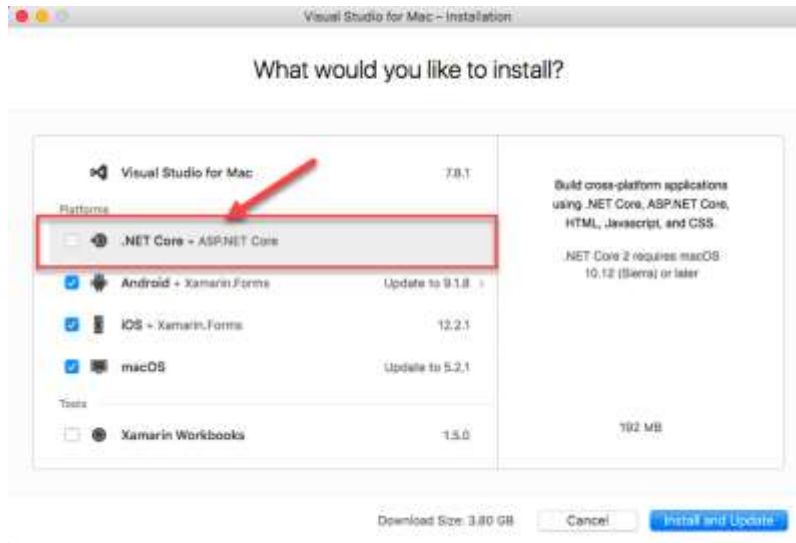 Visual Studio for Mac – Installation
What would you like to install?
Visual Studio for Mac 7.8.1
Platforms
.NET Core + ASP.NET Core
Android + Xamarin.Forms Update to 9.1.8
iOS + Xamarin.Forms 12.2.1
macOS Update to 5.2.1
Tools
Xamarin Workbooks 1.5.0
Build cross-platform applications
using .NET Core, ASP.NET Core,
HTML, Javascript, and CSS.
.NET Core 2 requires macOS
10.12 (Sierra) or later
192 MB
Download Size: 3.80 GB Cancel Install and Update